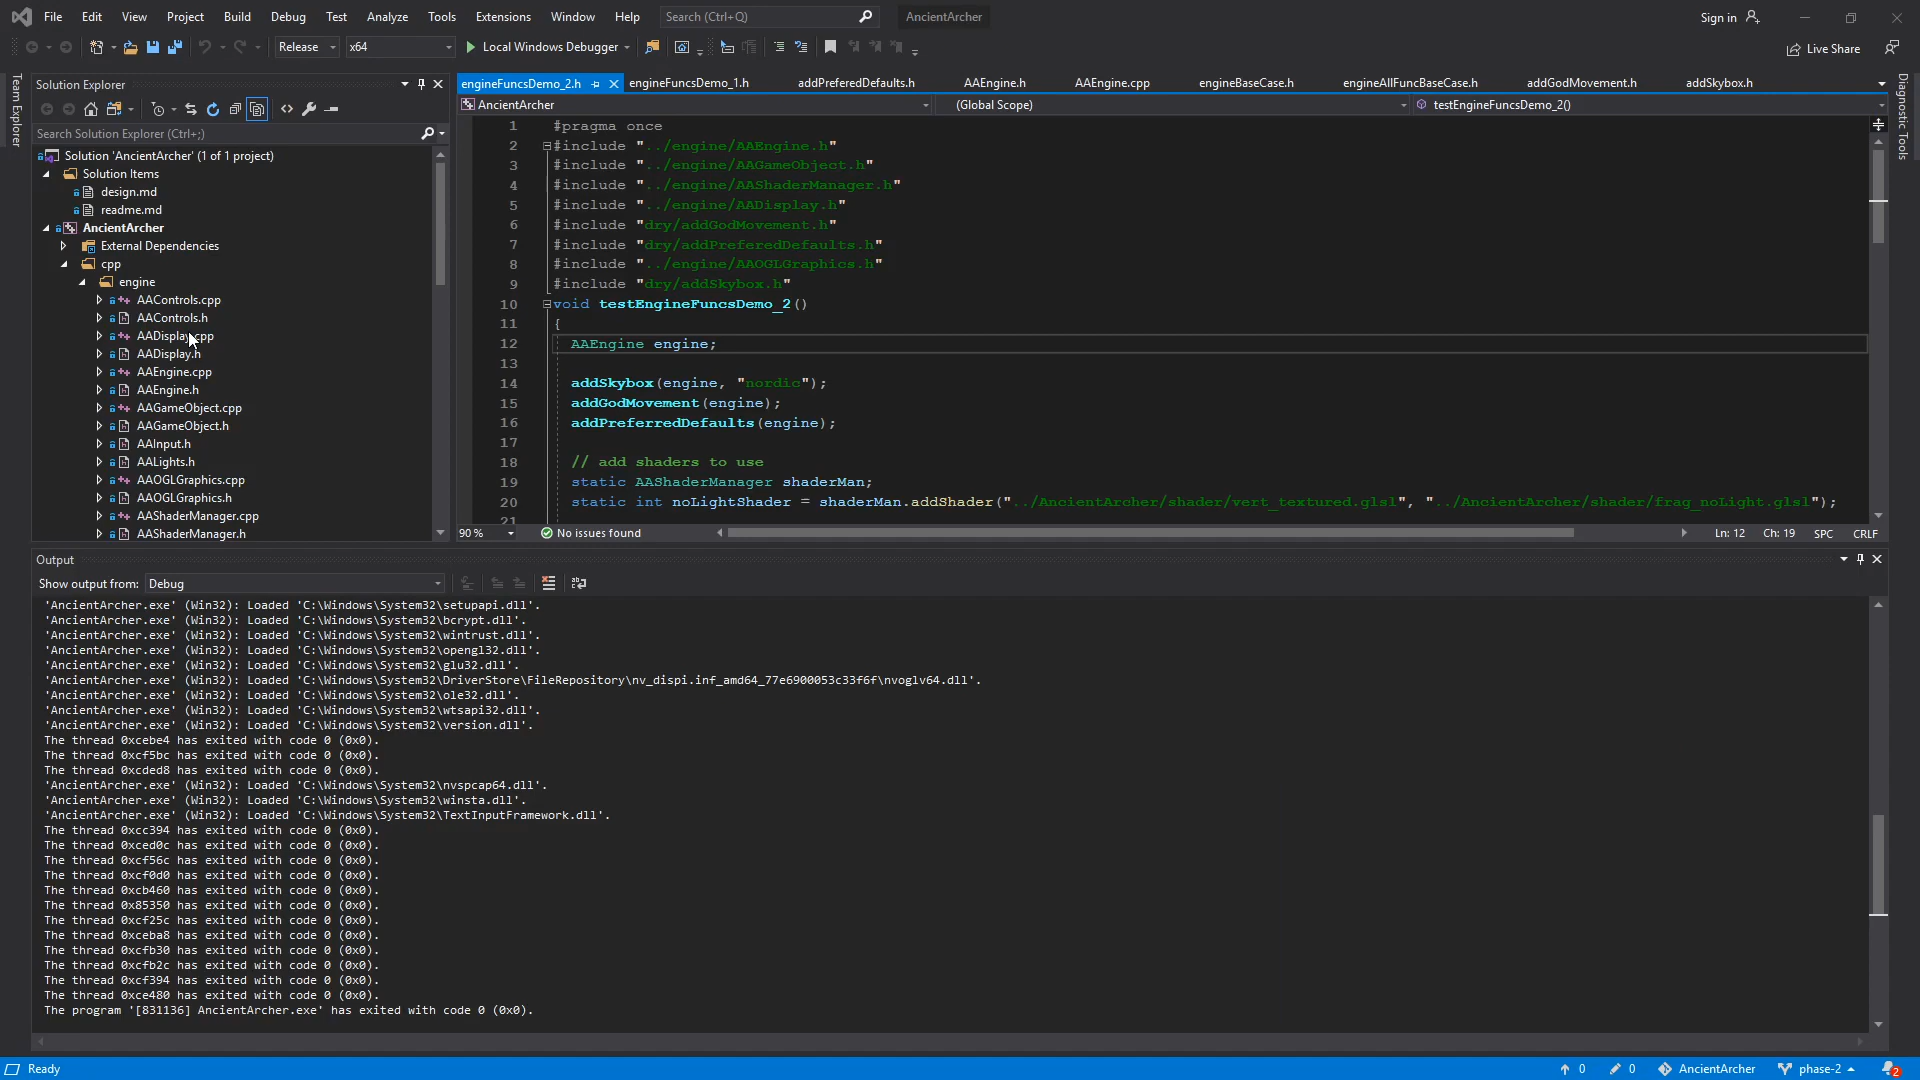 File Edit View Project Build Debug Test Analyze Tools Extensions Window Help Search (Ctrl+Q) AncientArcher Sign in
Release x64 Local Windows Debugger Live Share
Team Explorer
Solution Explorer
Search Solution Explorer (Ctrl+;)
Solution 'AncientArcher' (1 of 1 project)
Solution Items
design.md
readme.md
AncientArcher
External Dependencies
cpp
engine
AAControls.cpp
AAControls.h
AADisplay.cpp
AADisplay.h
AAEngine.cpp
AAEngine.h
AAGameObject.cpp
AAGameObject.h
AAInput.h
AALights.h
AAOGLGraphics.cpp
AAOGLGraphics.h
AAShaderManager.cpp
AAShaderManager.h
engineFuncsDemo_2.h engineFuncsDemo_1.h addPreferedDefaults.h AAEngine.h AAEngine.cpp engineBaseCase.h engineAllFuncBaseCase.h addGodMovement.h addSkybox.h
AncientArcher (Global Scope) testEngineFuncsDemo_2()
1 #pragma once
2 #include "../engine/AAEngine.h"
3 #include "../engine/AAGameObject.h"
4 #include "../engine/AAShaderManager.h"
5 #include "../engine/AADisplay.h"
6 #include "dry/addGodMovement.h"
7 #include "dry/addPreferedDefaults.h"
8 #include "../engine/AAOGLGraphics.h"
9 #include "dry/addSkybox.h"
10 void testEngineFuncsDemo_2()
11 {
12 AAEngine engine;
13
14 addSkybox(engine, "nordic");
15 addGodMovement(engine);
16 addPreferredDefaults(engine);
17
18 // add shaders to use
19 static AAShaderManager shaderMan;
20 static int noLightShader = shaderMan.addShader("../AncientArcher/shader/vert_textured.glsl", "../AncientArcher/shader/frag_noLight.glsl");
21
90 % No issues found Ln: 12 Ch: 19 SPC CRLF
Diagnostic Tools
Output
Show output from: Debug
'AncientArcher.exe' (Win32): Loaded 'C:\Windows\System32\setupapi.dll'.
'AncientArcher.exe' (Win32): Loaded 'C:\Windows\System32\bcrypt.dll'.
'AncientArcher.exe' (Win32): Loaded 'C:\Windows\System32\wintrust.dll'.
'AncientArcher.exe' (Win32): Loaded 'C:\Windows\System32\opengl32.dll'.
'AncientArcher.exe' (Win32): Loaded 'C:\Windows\System32\glu32.dll'.
'AncientArcher.exe' (Win32): Loaded 'C:\Windows\System32\DriverStore\FileRepository\nv_dispi.inf_amd64_77e6900053c33f6f\nvoglv64.dll'.
'AncientArcher.exe' (Win32): Loaded 'C:\Windows\System32\ole32.dll'.
'AncientArcher.exe' (Win32): Loaded 'C:\Windows\System32\wtsapi32.dll'.
'AncientArcher.exe' (Win32): Loaded 'C:\Windows\System32\version.dll'.
The thread 0xcebe4 has exited with code 0 (0x0).
The thread 0xcf5bc has exited with code 0 (0x0).
The thread 0xcded8 has exited with code 0 (0x0).
'AncientArcher.exe' (Win32): Loaded 'C:\Windows\System32\nvspcap64.dll'.
'AncientArcher.exe' (Win32): Loaded 'C:\Windows\System32\winsta.dll'.
'AncientArcher.exe' (Win32): Loaded 'C:\Windows\System32\TextInputFramework.dll'.
The thread 0xcc394 has exited with code 0 (0x0).
The thread 0xced0c has exited with code 0 (0x0).
The thread 0xcf56c has exited with code 0 (0x0).
The thread 0xcf0d0 has exited with code 0 (0x0).
The thread 0xcb460 has exited with code 0 (0x0).
The thread 0x85350 has exited with code 0 (0x0).
The thread 0xcf25c has exited with code 0 (0x0).
The thread 0xceba8 has exited with code 0 (0x0).
The thread 0xcfb30 has exited with code 0 (0x0).
The thread 0xcfb2c has exited with code 0 (0x0).
The thread 0xcf394 has exited with code 0 (0x0).
The thread 0xce480 has exited with code 0 (0x0).
The program '[831136] AncientArcher.exe' has exited with code 0 (0x0).
Ready 0 0 AncientArcher phase-2 2